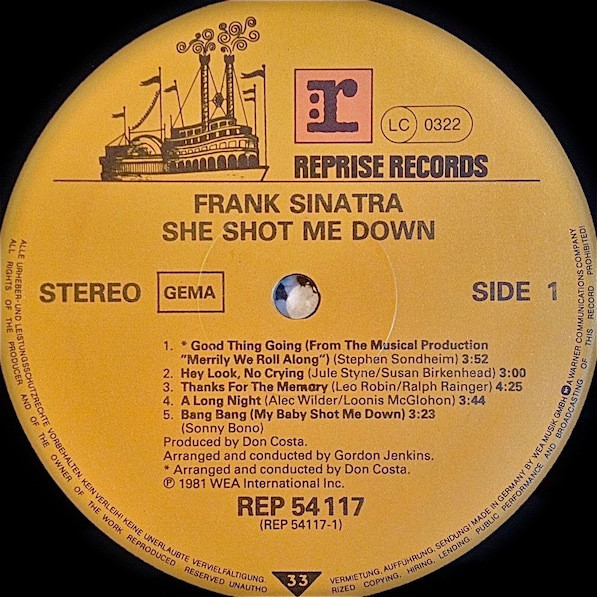 r
LC 0322
REPRISE RECORDS
FRANK SINATRA
SHE SHOT ME DOWN
STEREO GEMA SIDE 1
1. * Good Thing Going (From The Musical Production
"Merrily We Roll Along") (Stephen Sondheim) 3:52
2. Hey Look, No Crying (Jule Styne/Susan Birkenhead) 3:00
3. Thanks For The Memory (Leo Robin/Ralph Rainger) 4:25
4. A Long Night (Alec Wilder/Loonis McGlohon) 3:44
5. Bang Bang (My Baby Shot Me Down) 3:23
(Sonny Bono)
Produced by Don Costa.
Arranged and conducted by Gordon Jenkins.
* Arranged and conducted by Don Costa.
℗ 1981 WEA International Inc.
REP 54 117
(REP 54117-1)
33
ALLE URHEBER- UND LEISTUNGSSCHUTZRECHTE VORBEHALTEN. KEIN VERLEIH! KEINE UNERLAUBTE VERVIELFÄLTIGUNG,
VERMIETUNG, AUFFÜHRUNG, SENDUNG! MADE IN GERMANY BY WEA MUSIK GMBH A WARNER COMMUNICATIONS COMPANY
ALL RIGHTS OF THE PRODUCER AND OF THE OWNER OF THE WORK REPRODUCED RESERVED. UNAUTHO
RIZED COPYING, HIRING, LENDING, PUBLIC PERFORMANCE AND BROADCASTING OF THIS RECORD PROHIBITED!